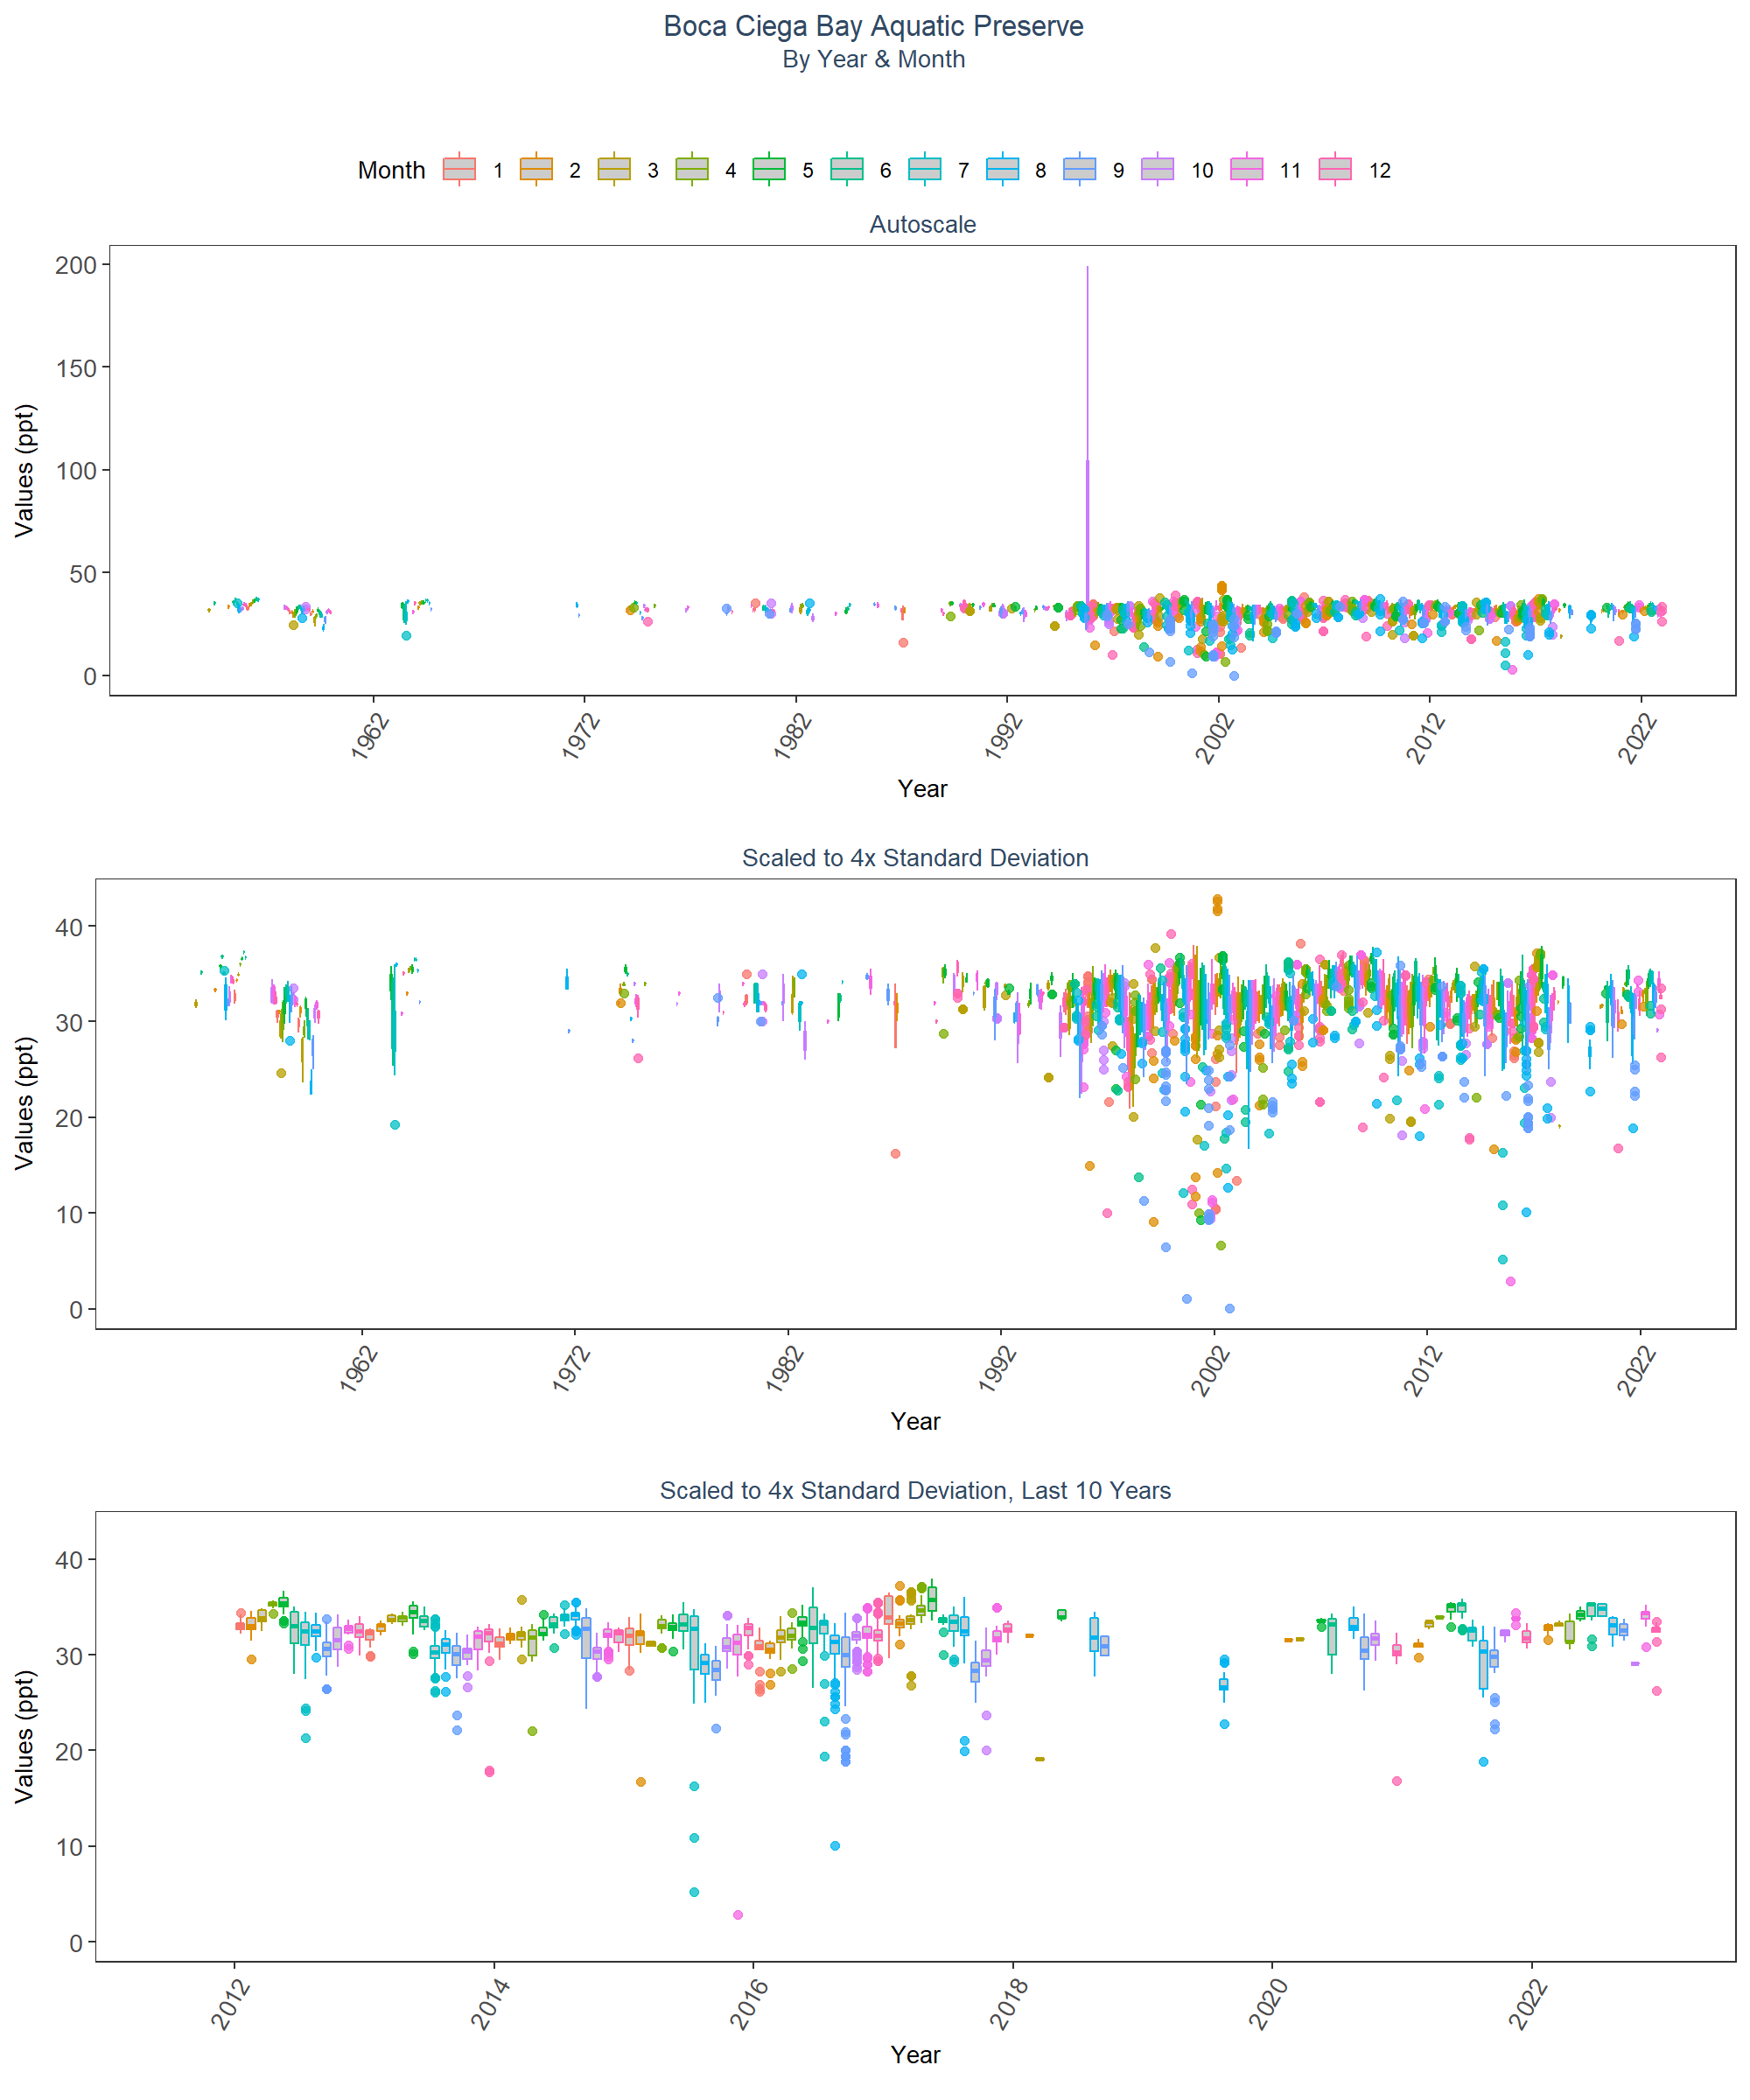 Boca Ciega Bay Aquatic Preserve
By Year & Month
Month 1 2 3 4 5 6 7 8 9 10 11 12
Autoscale
200
150
100
50
0
Values (ppt)
1962 1972 1982 1992 2002 2012 2022
Year
Scaled to 4x Standard Deviation
40
30
20
10
0
Values (ppt)
1962 1972 1982 1992 2002 2012 2022
Year
Scaled to 4x Standard Deviation, Last 10 Years
40
30
20
10
0
Values (ppt)
2012 2014 2016 2018 2020 2022
Year